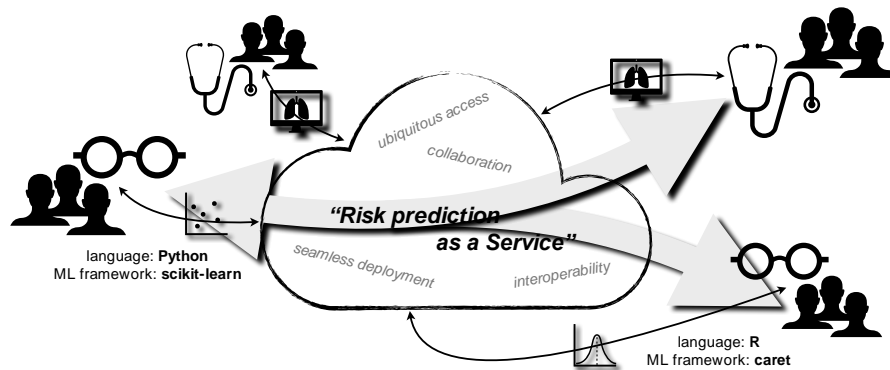 ubiquitous access
collaboration
“Risk prediction
as a Service”
seamless deployment
interoperability
language: Python
ML framework: scikit-learn
language: R
ML framework: caret